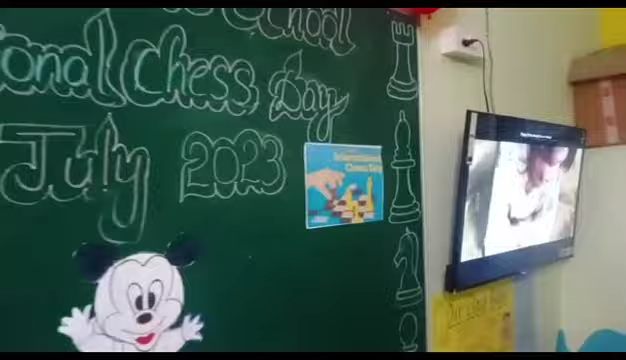 School
onal Chess Day
July 2023
International
Chess Day